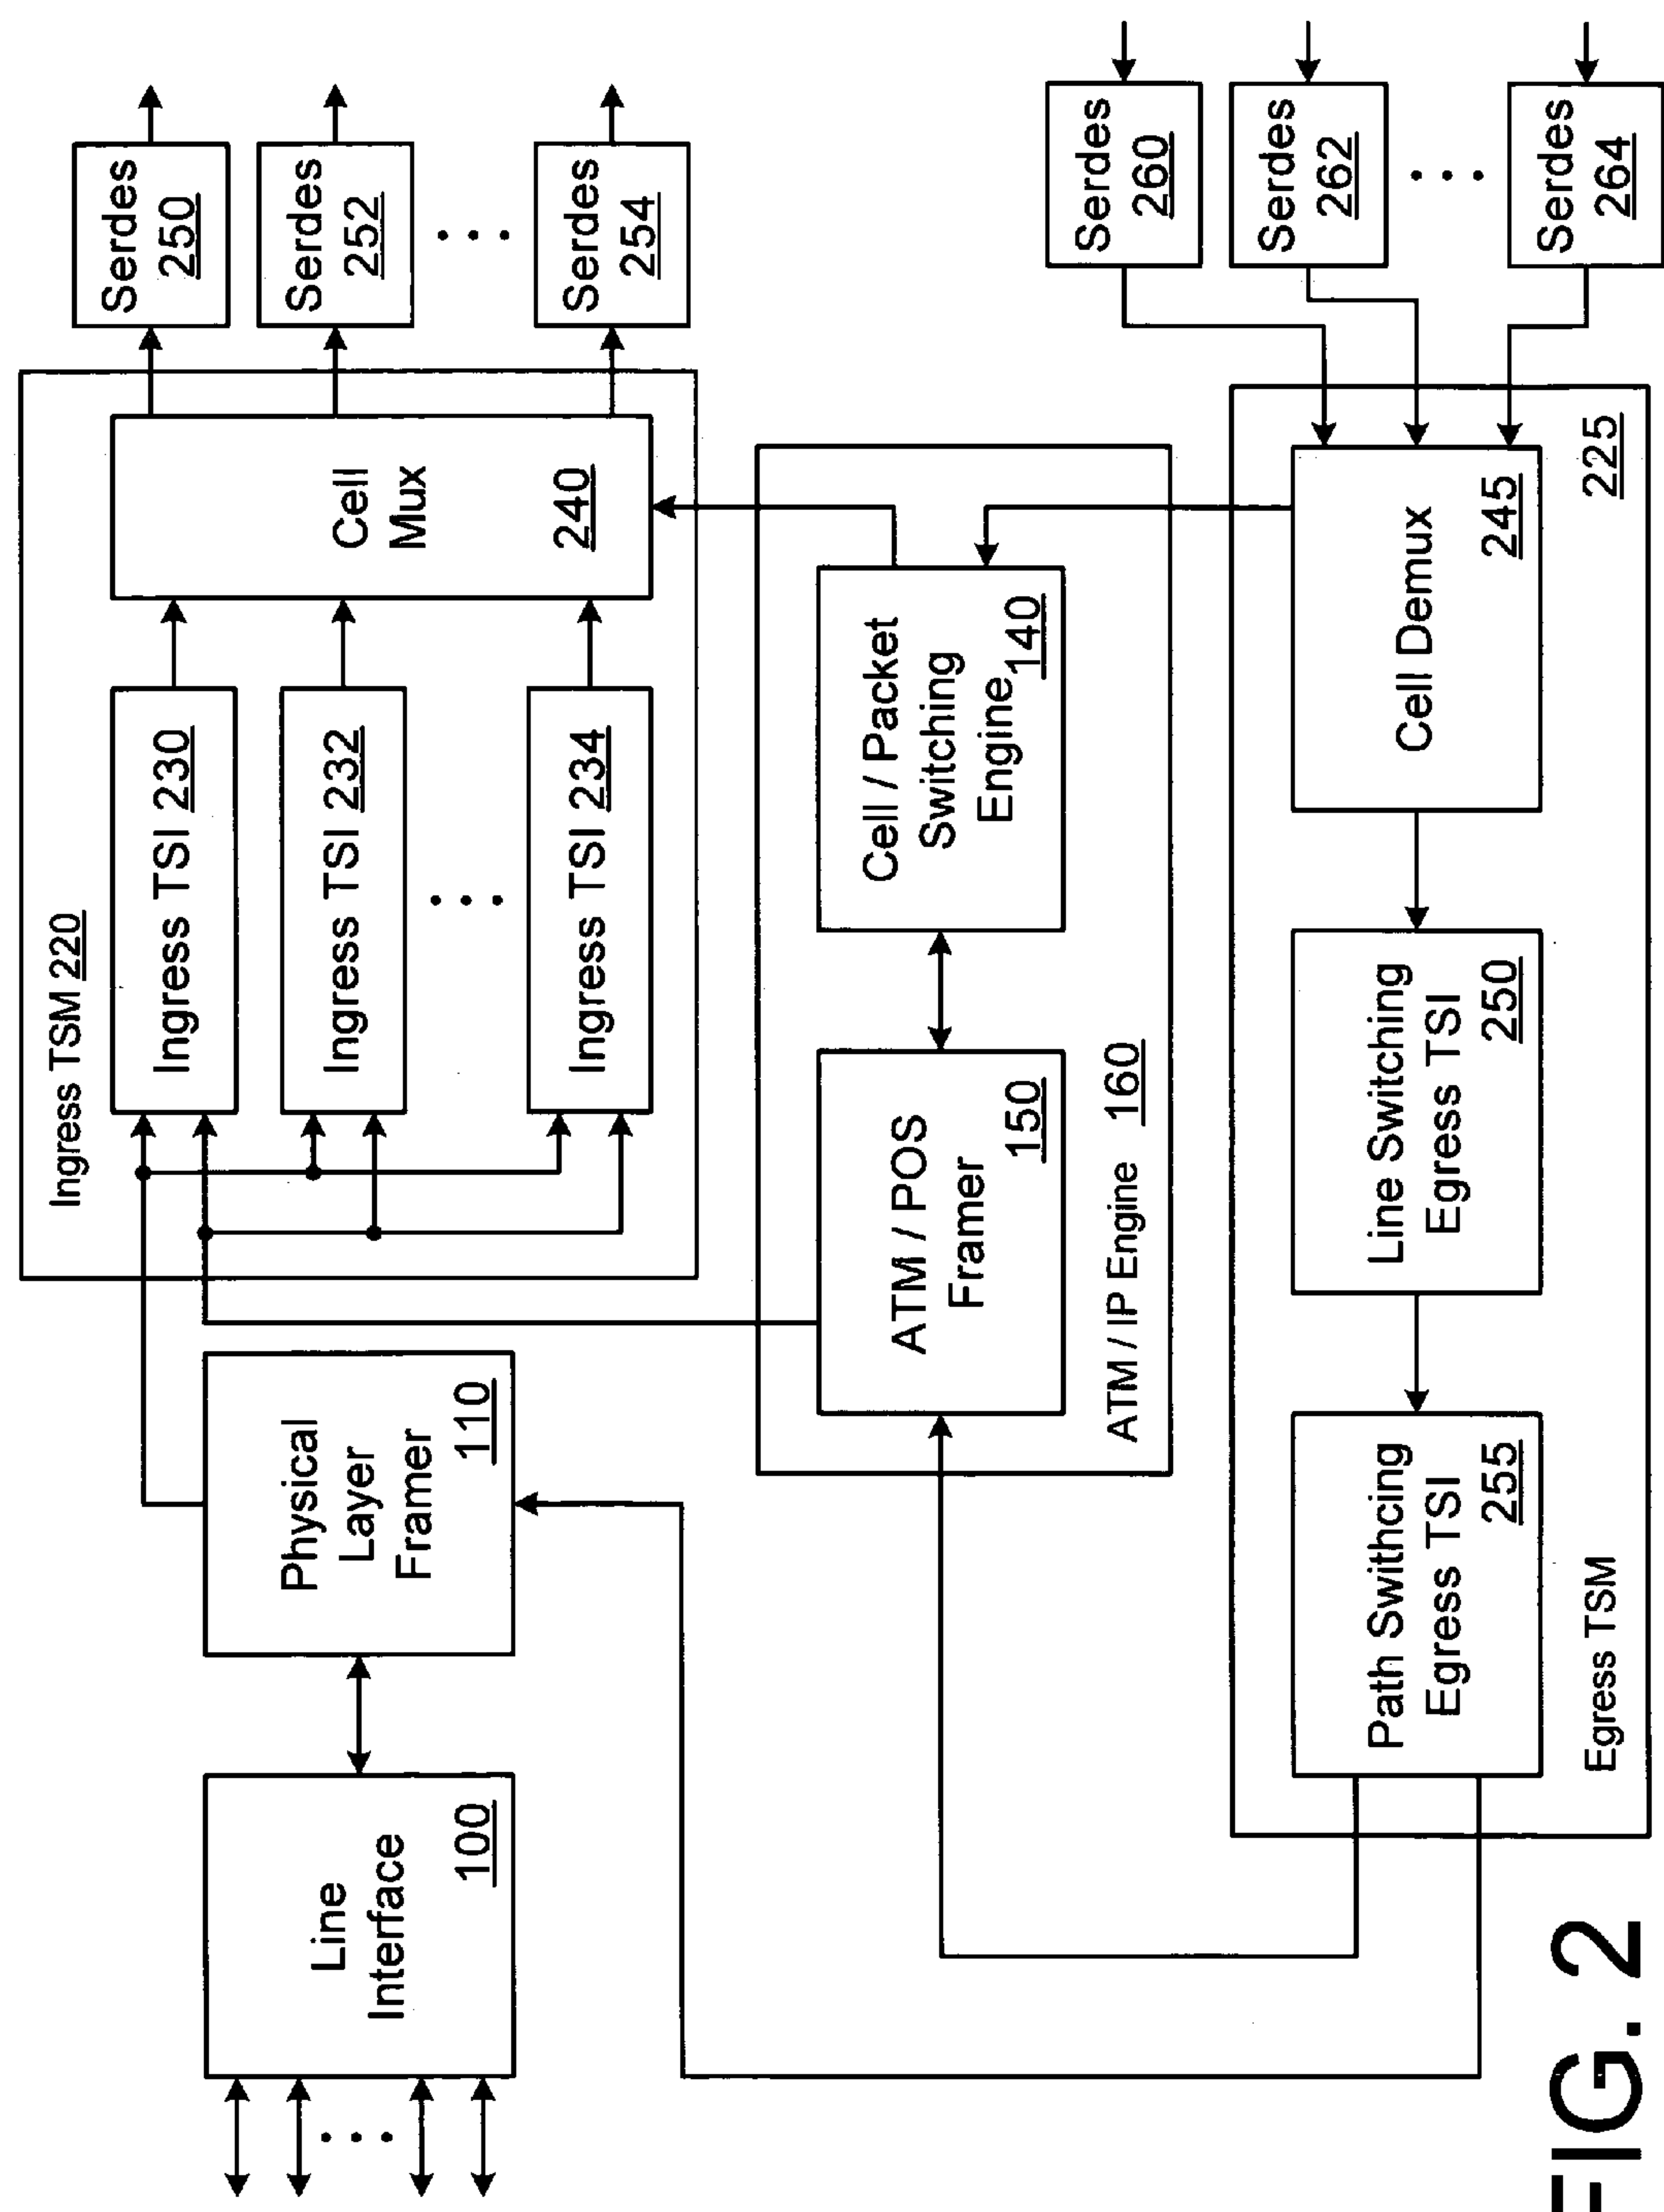 Ingress TSM 220
Ingress TSI 230
Ingress TSI 232
Ingress TSI 234
Cell
Mux
240
Serdes
250
Serdes
252
Serdes
254
Line
Interface
100
Physical
Layer
Framer
110
ATM / POS
Framer
150
Cell / Packet
Switching
Engine 140
ATM / IP Engine 160
Serdes
260
Serdes
262
Serdes
264
Path Swithcing
Egress TSI
255
Line Switching
Egress TSI
250
Cell Demux
245
Egress TSM
225
FIG. 2